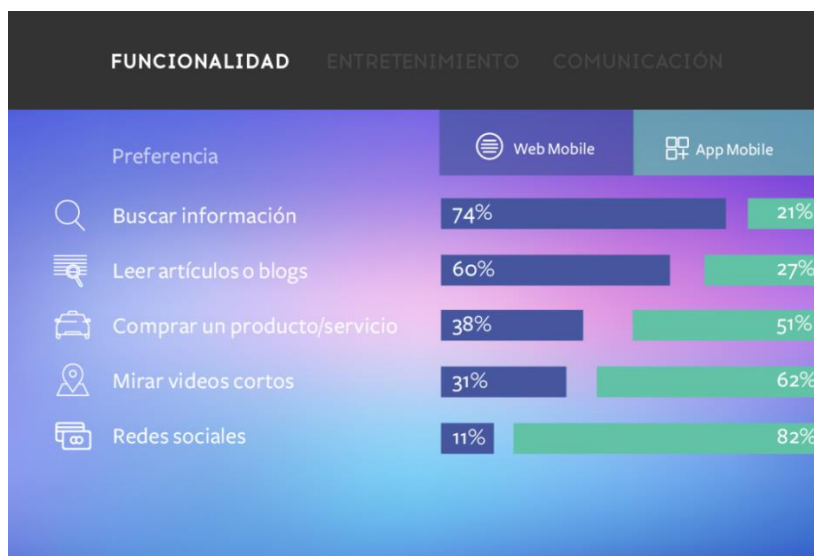 FUNCIONALIDAD ENTRETENIMIENTO COMUNICACIÓN
Preferencia Web Mobile App Mobile
Buscar información 74% 21%
Leer artículos o blogs 60% 27%
Comprar un producto/servicio 38% 51%
Mirar videos cortos 31% 62%
Redes sociales 11% 82%